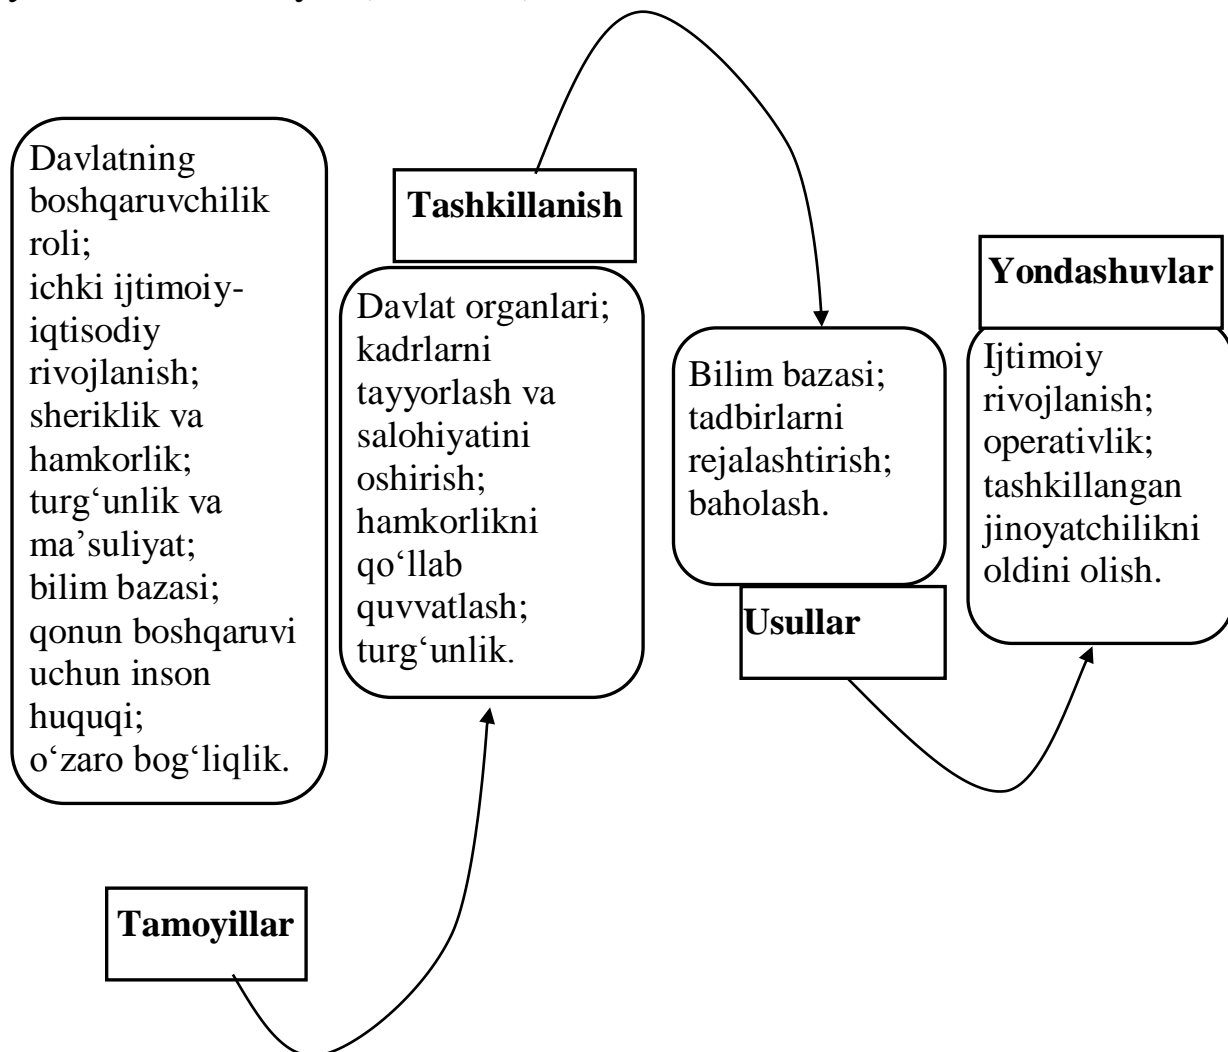 Davlatning
boshqaruvchilik
roli;
ichki ijtimoiy-
iqtisodiy
rivojlanish;
sheriklik va
hamkorlik;
turg‘unlik va
ma’suliyat;
bilim bazasi;
qonun boshqaruvi
uchun inson
huquqi;
o‘zaro bog‘liqlik.
Tamoyillar
Tashkillanish
Davlat organlari;
kadrlarni
tayyorlash va
salohiyatini
oshirish;
hamkorlikni
qo‘llab
quvvatlash;
turg‘unlik.
Bilim bazasi;
tadbirlarni
rejalashtirish;
baholash.
Usullar
Yondashuvlar
Ijtimoiy
rivojlanish;
operativlik;
tashkillangan
jinoyatchilikni
oldini olish.